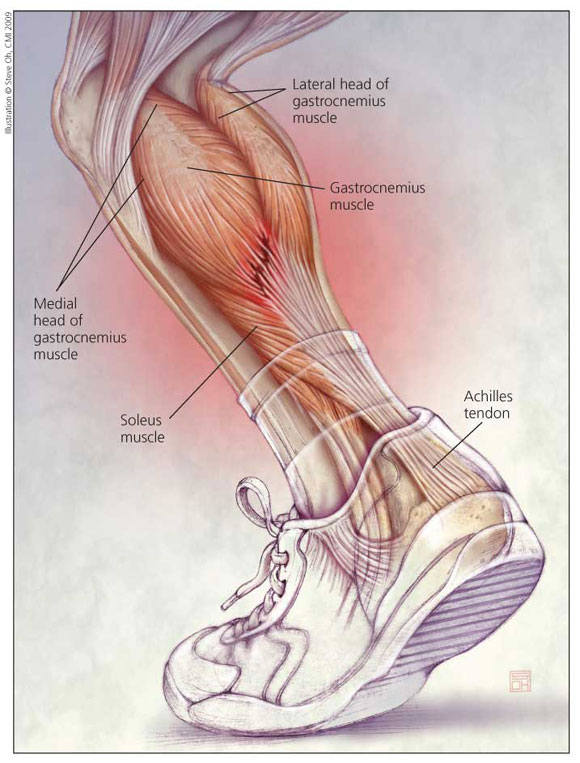 Illustration © Steve Oh, CMI 2009
Lateral head of
gastrocnemius
muscle
Gastrocnemius
muscle
Medial
head of
gastrocnemius
muscle
Soleus
muscle
Achilles
tendon